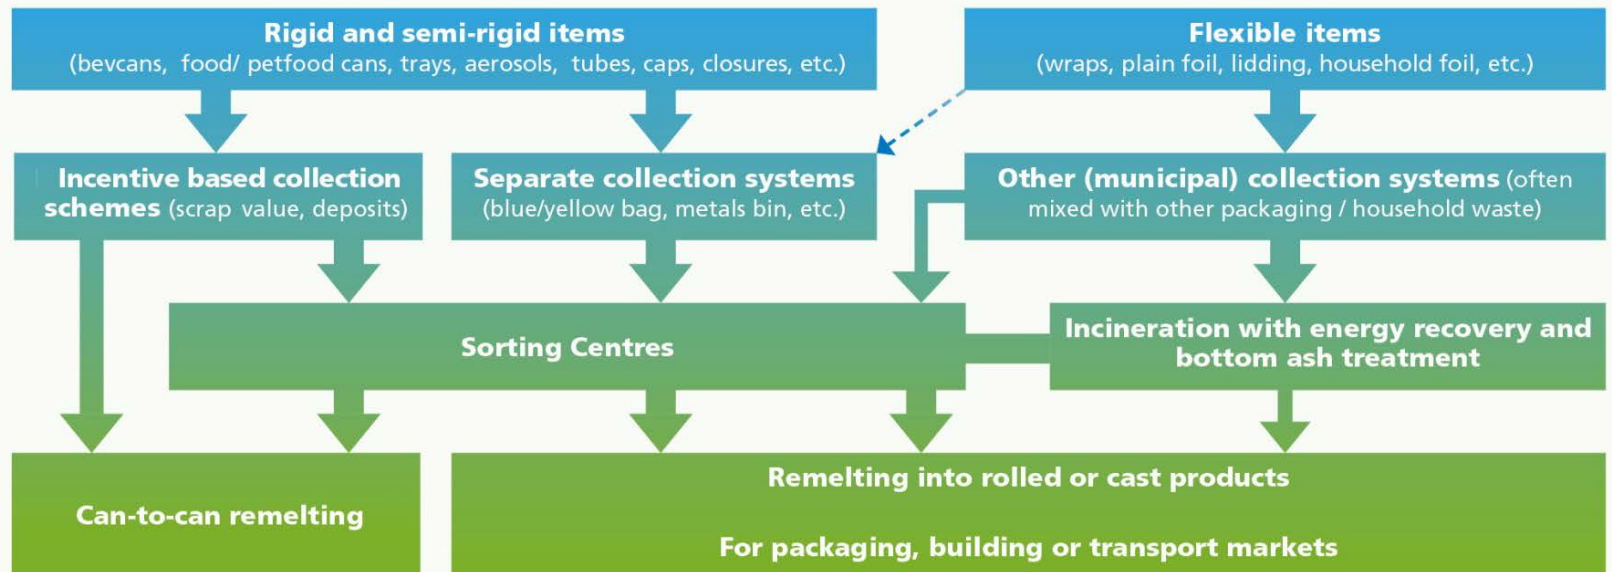 Rigid and semi-rigid items
(bevcans, food/ petfood cans, trays, aerosols, tubes, caps, closures, etc.)
Flexible items
(wraps, plain foil, lidding, household foil, etc.)
Incentive based collection
schemes (scrap value, deposits)
Separate collection systems
(blue/yellow bag, metals bin, etc.)
Other (municipal) collection systems (often
mixed with other packaging / household waste)
Sorting Centres
Incineration with energy recovery and
bottom ash treatment
Can-to-can remelting
Remelting into rolled or cast products
For packaging, building or transport markets